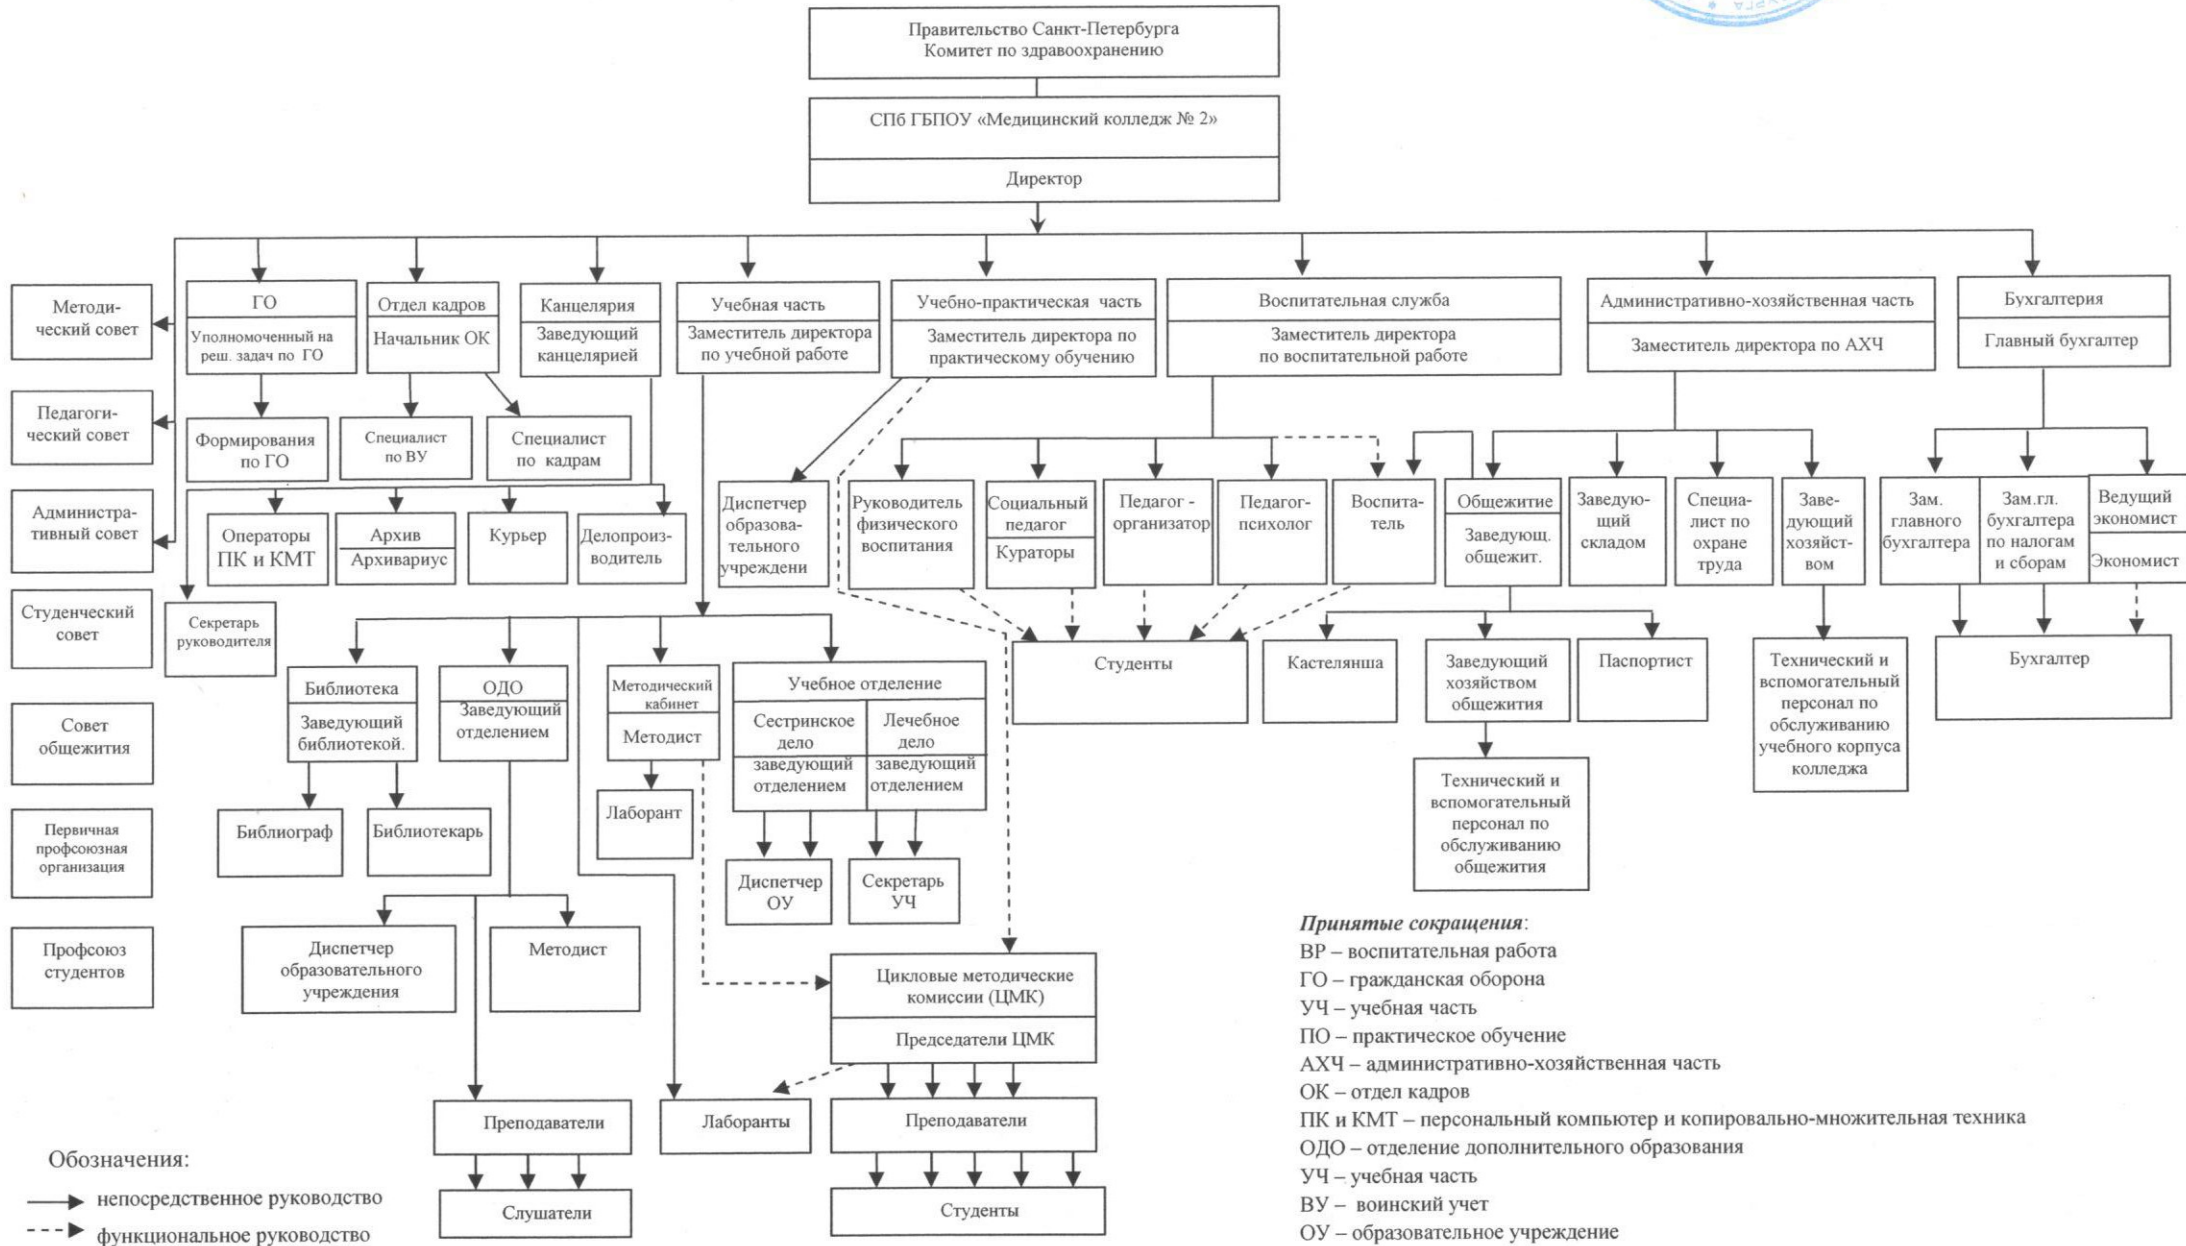 Правительство Санкт-Петербурга
Комитет по здравоохранению
СПб ГБПОУ «Медицинский колледж № 2»
Директор
Методи-
ческий совет
Педагоги-
ческий совет
Администра-
тивный совет
Студенческий
совет
Совет
общежития
Первичная
профсоюзная
организация
Профсоюз
студентов
ГО
Уполномоченный на
реш. задач по ГО
Отдел кадров
Начальник ОК
Канцелярия
Заведующий
канцелярией
Учебная часть
Заместитель директора
по учебной работе
Учебно-практическая часть
Заместитель директора по
практическому обучению
Воспитательная служба
Заместитель директора
по воспитательной работе
Административно-хозяйственная часть
Заместитель директора по АХЧ
Бухгалтерия
Главный бухгалтер
Формирования
по ГО
Специалист
по ВУ
Специалист
по кадрам
Операторы
ПК и КМТ
Архив
Архивариус
Курьер
Делопроиз-
водитель
Секретарь
руководителя
Диспетчер
образова-
тельного
учреждени
Руководитель
физического
воспитания
Социальный
педагог
Кураторы
Педагог -
организатор
Педагог-
психолог
Воспита-
тель
Общежитие
Заведующ.
общежит.
Заведую-
щий
складом
Специа-
лист по
охране
труда
Заве-
дующий
хозяйст-
вом
Зам.
главного
бухгалтера
Зам.гл.
бухгалтера
по налогам
и сборам
Ведущий
экономист
Экономист
Библиотека
Заведующий
библиотекой.
ОДО
Заведующий
отделением
Методический
кабинет
Методист
Учебное отделение
Сестринское
дело
заведующий
отделением
Лечебное
дело
заведующий
отделением
Студенты
Кастелянша
Заведующий
хозяйством
общежития
Паспортист
Технический и
вспомогательный
персонал по
обслуживанию
учебного корпуса
колледжа
Бухгалтер
Библиограф
Библиотекарь
Лаборант
Диспетчер
ОУ
Секретарь
УЧ
Технический и
вспомогательный
персонал по
обслуживанию
общежития
Диспетчер
образовательного
учреждения
Методист
Цикловые методические
комиссии (ЦМК)
Председатели ЦМК
Преподаватели
Лаборанты
Преподаватели
Слушатели
Студенты
Обозначения:
непосредственное руководство
функциональное руководство
Принятые сокращения:
ВР – воспитательная работа
ГО – гражданская оборона
УЧ – учебная часть
ПО – практическое обучение
АХЧ – административно-хозяйственная часть
ОК – отдел кадров
ПК и КМТ – персональный компьютер и копировально-множительная техника
ОДО – отделение дополнительного образования
УЧ – учебная часть
ВУ – воинский учет
ОУ – образовательное учреждение